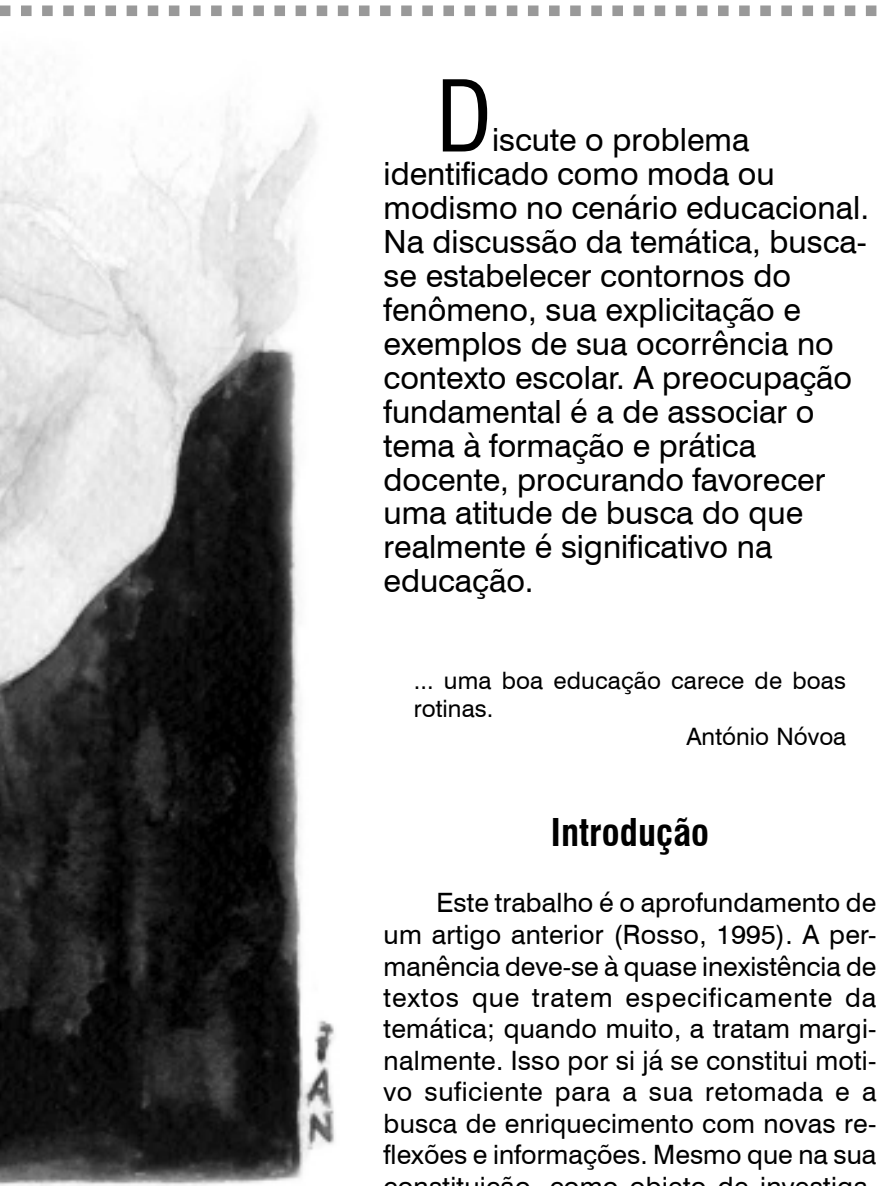 Discute o problema
identificado como moda ou
modismo no cenário educacional.
Na discussão da temática, busca-
se estabelecer contornos do
fenômeno, sua explicitação e
exemplos de sua ocorrência no
contexto escolar. A preocupação
fundamental é a de associar o
tema à formação e prática
docente, procurando favorecer
uma atitude de busca do que
realmente é significativo na
educação.
... uma boa educação carece de boas
rotinas.
António Nóvoa
Introdução
Este trabalho é o aprofundamento de
um artigo anterior (Rosso, 1995). A per-
manência deve-se à quase inexistência de
textos que tratem especificamente da
temática; quando muito, a tratam margi-
nalmente. Isso por si já se constitui moti-
vo suficiente para a sua retomada e a
busca de enriquecimento com novas re-
flexões e informações. Mesmo que na sua
constituição, como objeto de investiga-